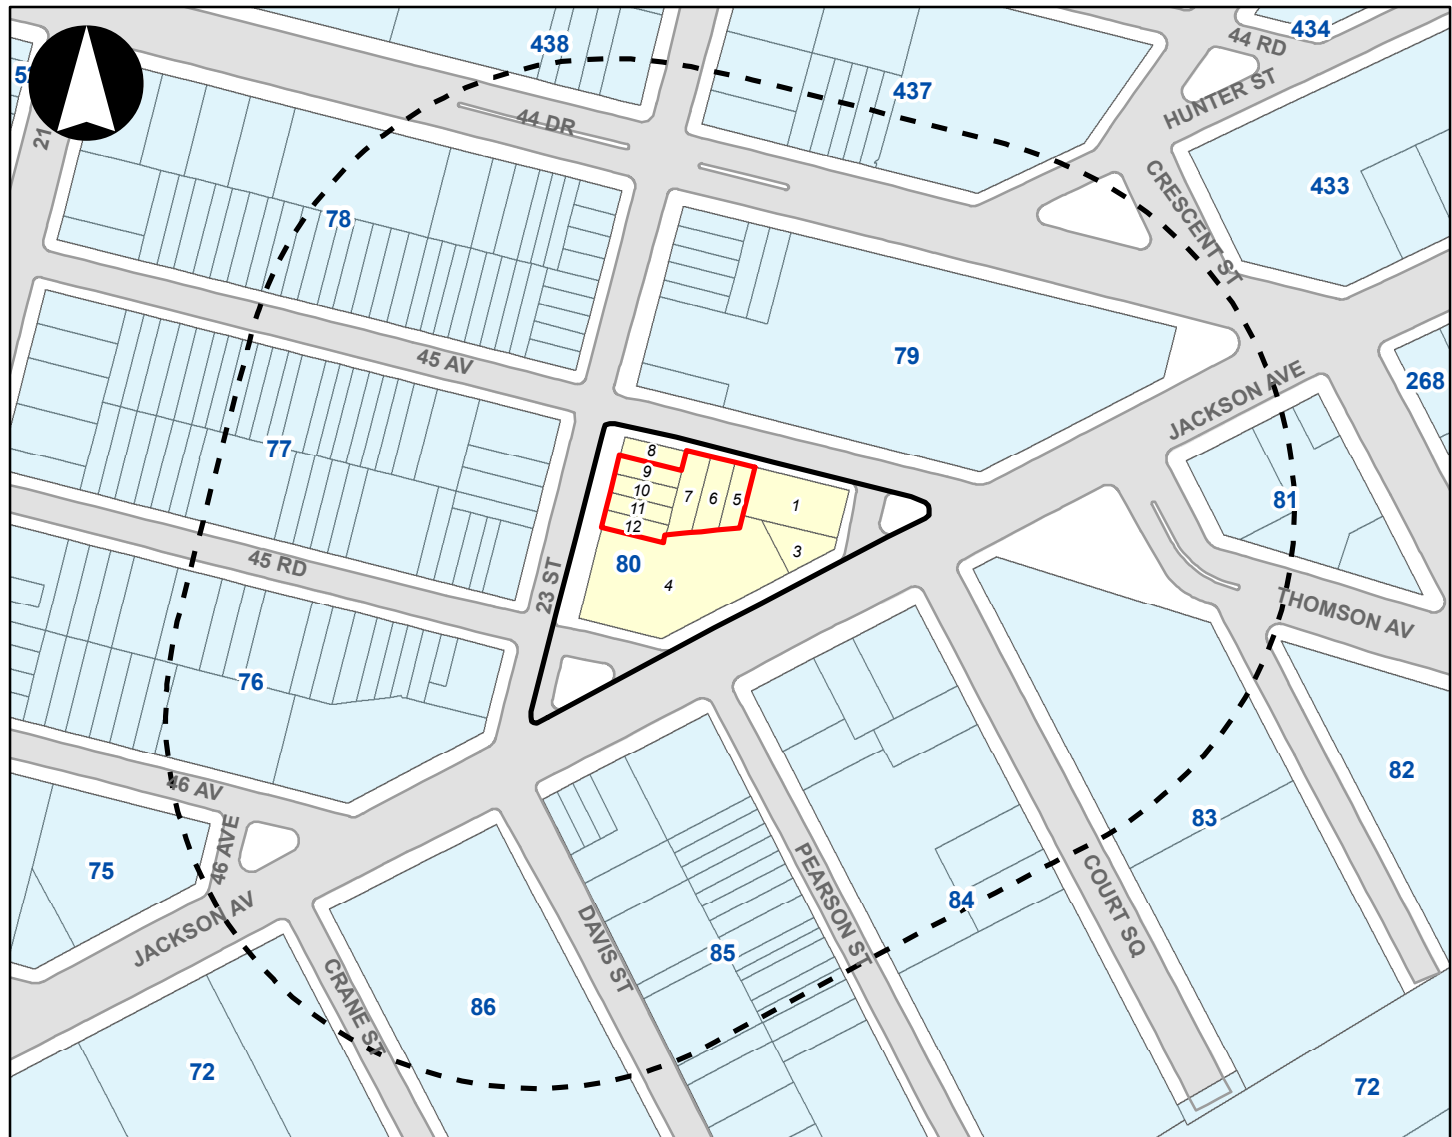 438
434
44 RD
437
HUNTER ST
44 DR
21
CRESCENT ST
433
78
45 AV
79
JACKSON AVE
268
77
8
9
10
11
12
7
6
5
1
3
4
80
81
45 RD
23 ST
THOMSON AV
76
82
46 AV
46 AVE
83
75
PEARSON ST
COURT SQ
84
JACKSON AV
DAVIS ST
85
CRANE ST
86
72
72